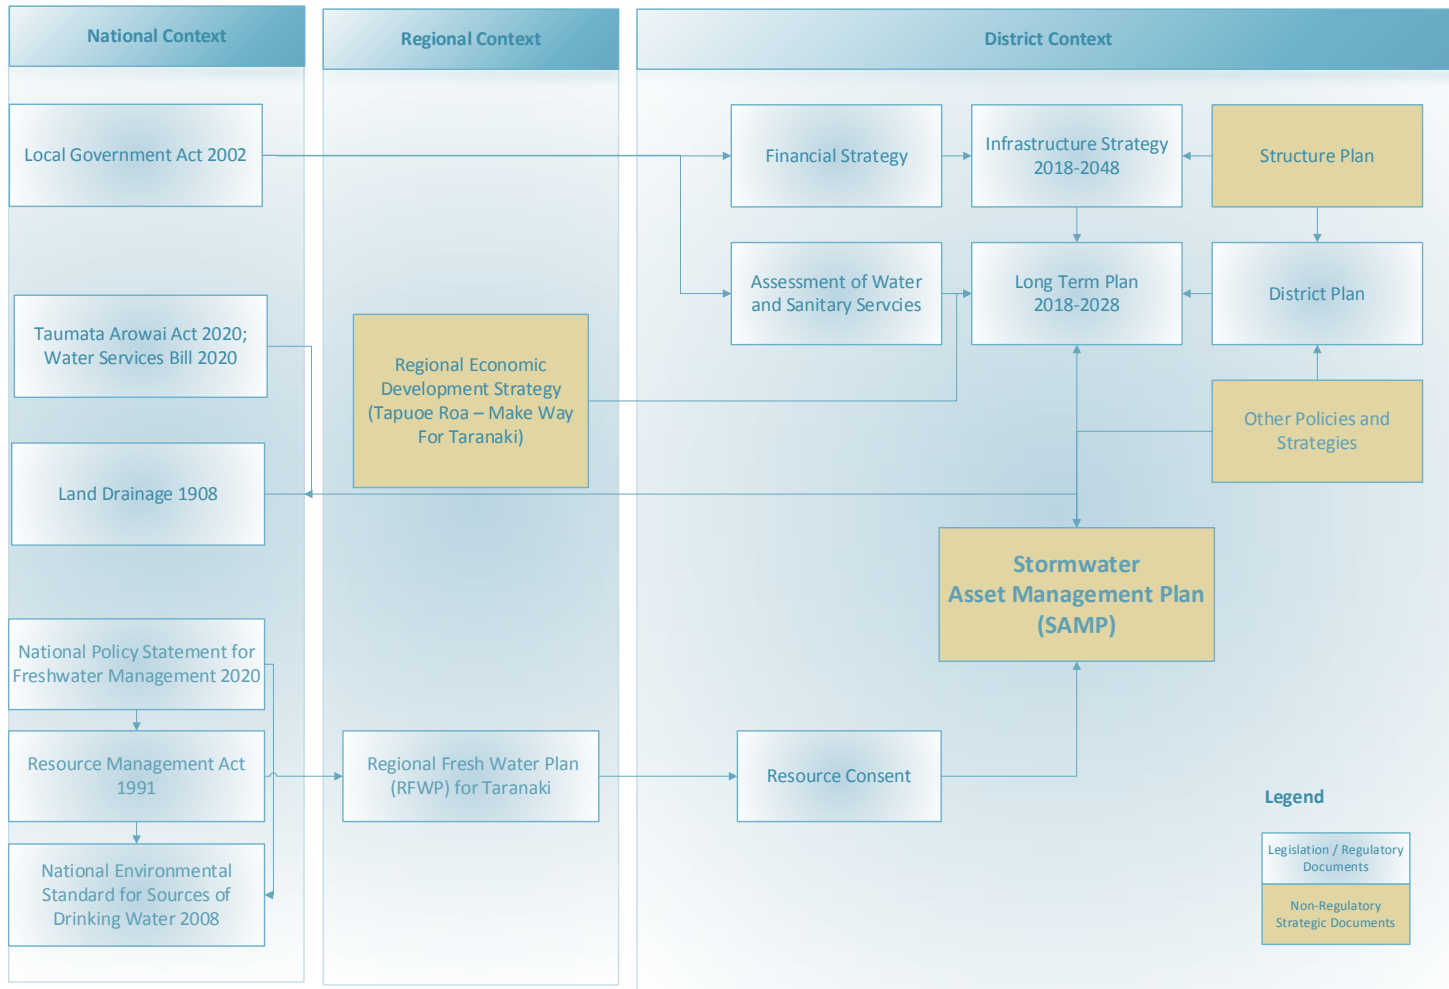 National Context
Regional Context
District Context
Local Government Act 2002
Financial Strategy
Infrastructure Strategy
2018-2048
Structure Plan
Taumata Arowai Act 2020;
Water Services Bill 2020
Regional Economic
Development Strategy
(Tapuoe Roa – Make Way
For Taranaki)
Assessment of Water
and Sanitary Servcies
Long Term Plan
2018-2028
District Plan
Other Policies and
Strategies
Land Drainage 1908
Stormwater
Asset Management Plan
(SAMP)
National Policy Statement for
Freshwater Management 2020
Resource Management Act
1991
Regional Fresh Water Plan
(RFWP) for Taranaki
Resource Consent
National Environmental
Standard for Sources of
Drinking Water 2008
Legend
Legislation / Regulatory
Documents
Non-Regulatory
Strategic Documents